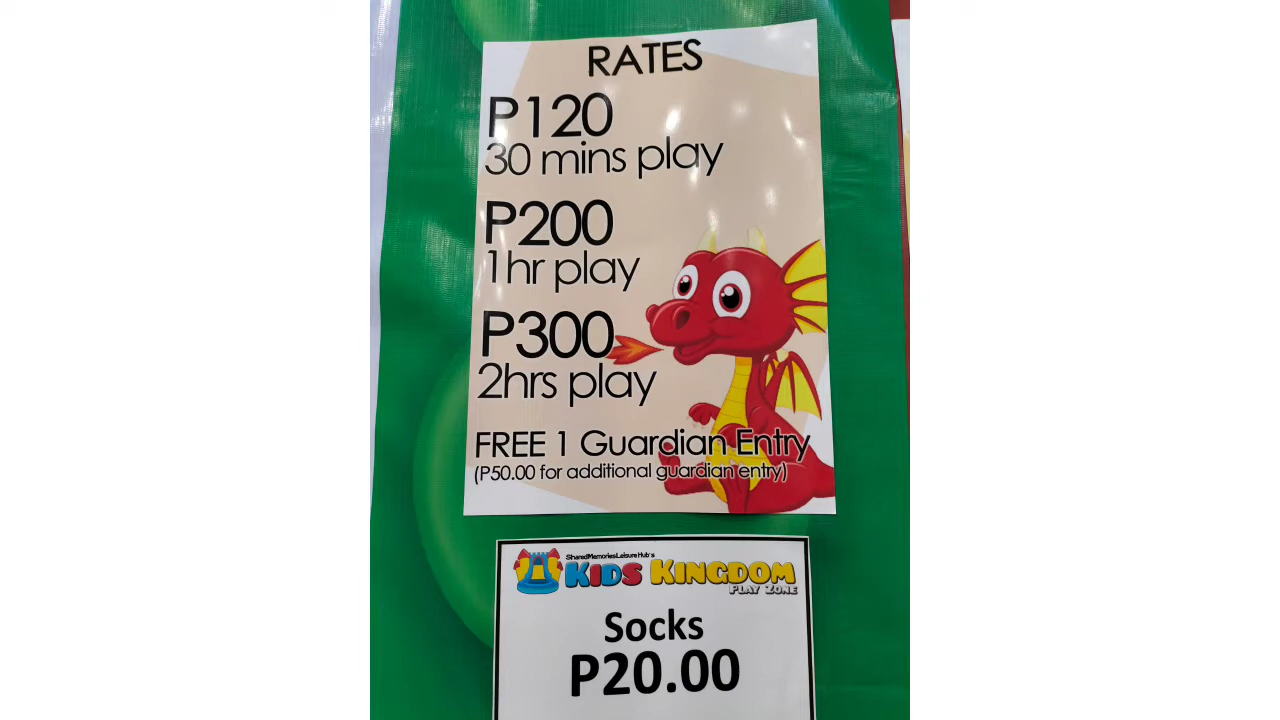 RATES
P120
30 mins play
P200
1hr play
P300
2hrs play
FREE 1 Guardian Entry
(P50.00 for additional guardian entry)
SharedMemoriesLeisureHub's
KIDS KINGDOM
PLAY ZONE
Socks
P20.00